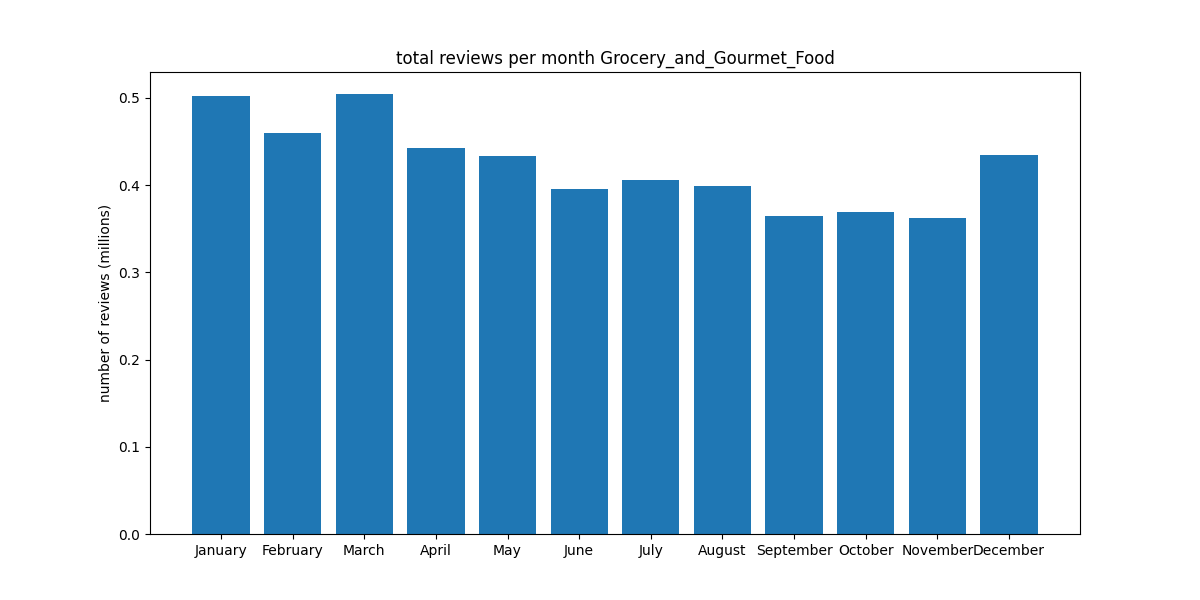 total reviews per month Grocery_and_Gourmet_Food
number of reviews (millions)
0.5
0.4
0.3
0.2
0.1
0.0
January February March April May June July August September October November December